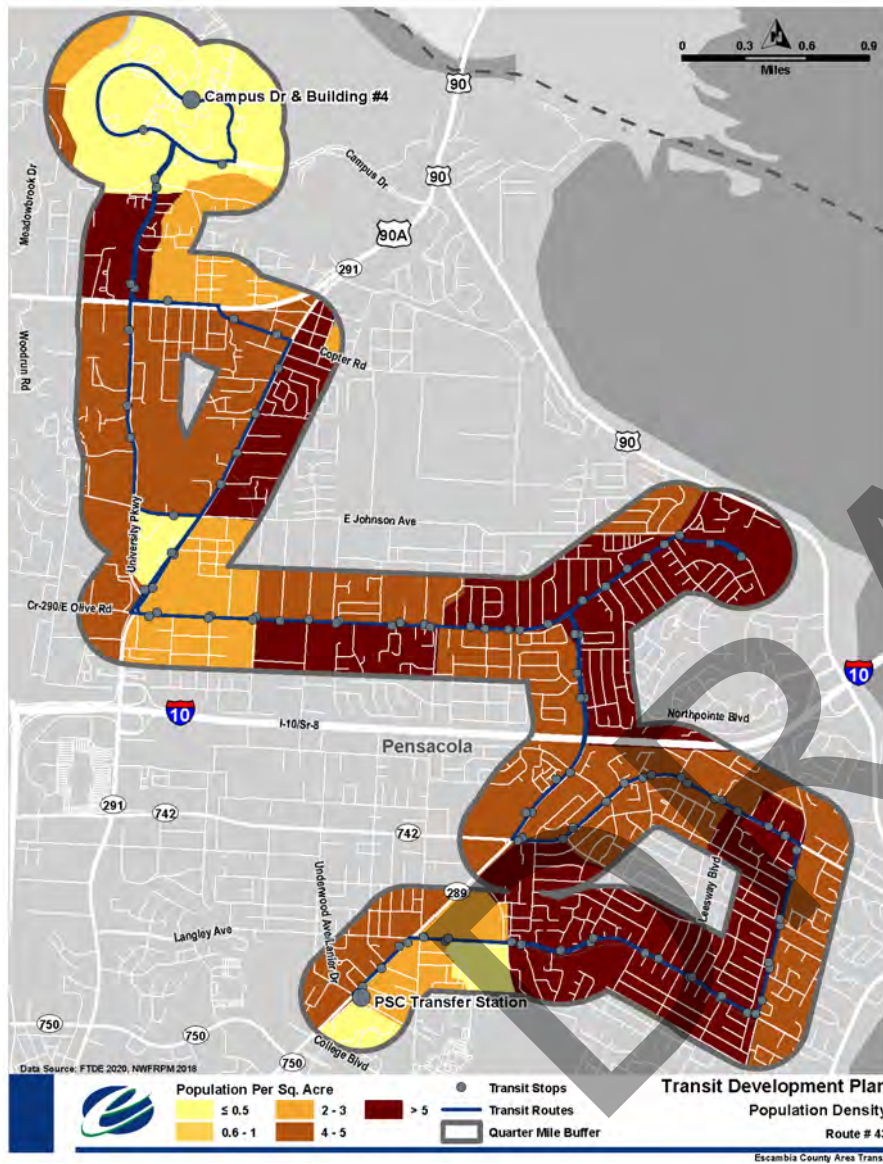 0 0.3 0.6 0.9
Miles
N
90
Campus Dr & Building #4
Campus Dr
90
Meadowbrook Dr
90A
291
Woodrun Rd
Copter Rd
90
E Johnson Ave
University Pkwy
Cr-290/E Olive Rd
10
10
I-10/Sr-8
Northpointe Blvd
Pensacola
291
742
742
Underwood Ave/Lanier Dr
289
Leesway Blvd
Langley Ave
PSC Transfer Station
750
750
750
College Blvd
Data Source: FTDE 2020, NWFRPM 2018
Population Per Sq. Acre
≤ 0.5
2 - 3
> 5
0.6 - 1
4 - 5
Transit Stops
Transit Routes
Quarter Mile Buffer
Transit Development Plan
Population Density
Route # 43
Escambia County Area Trans